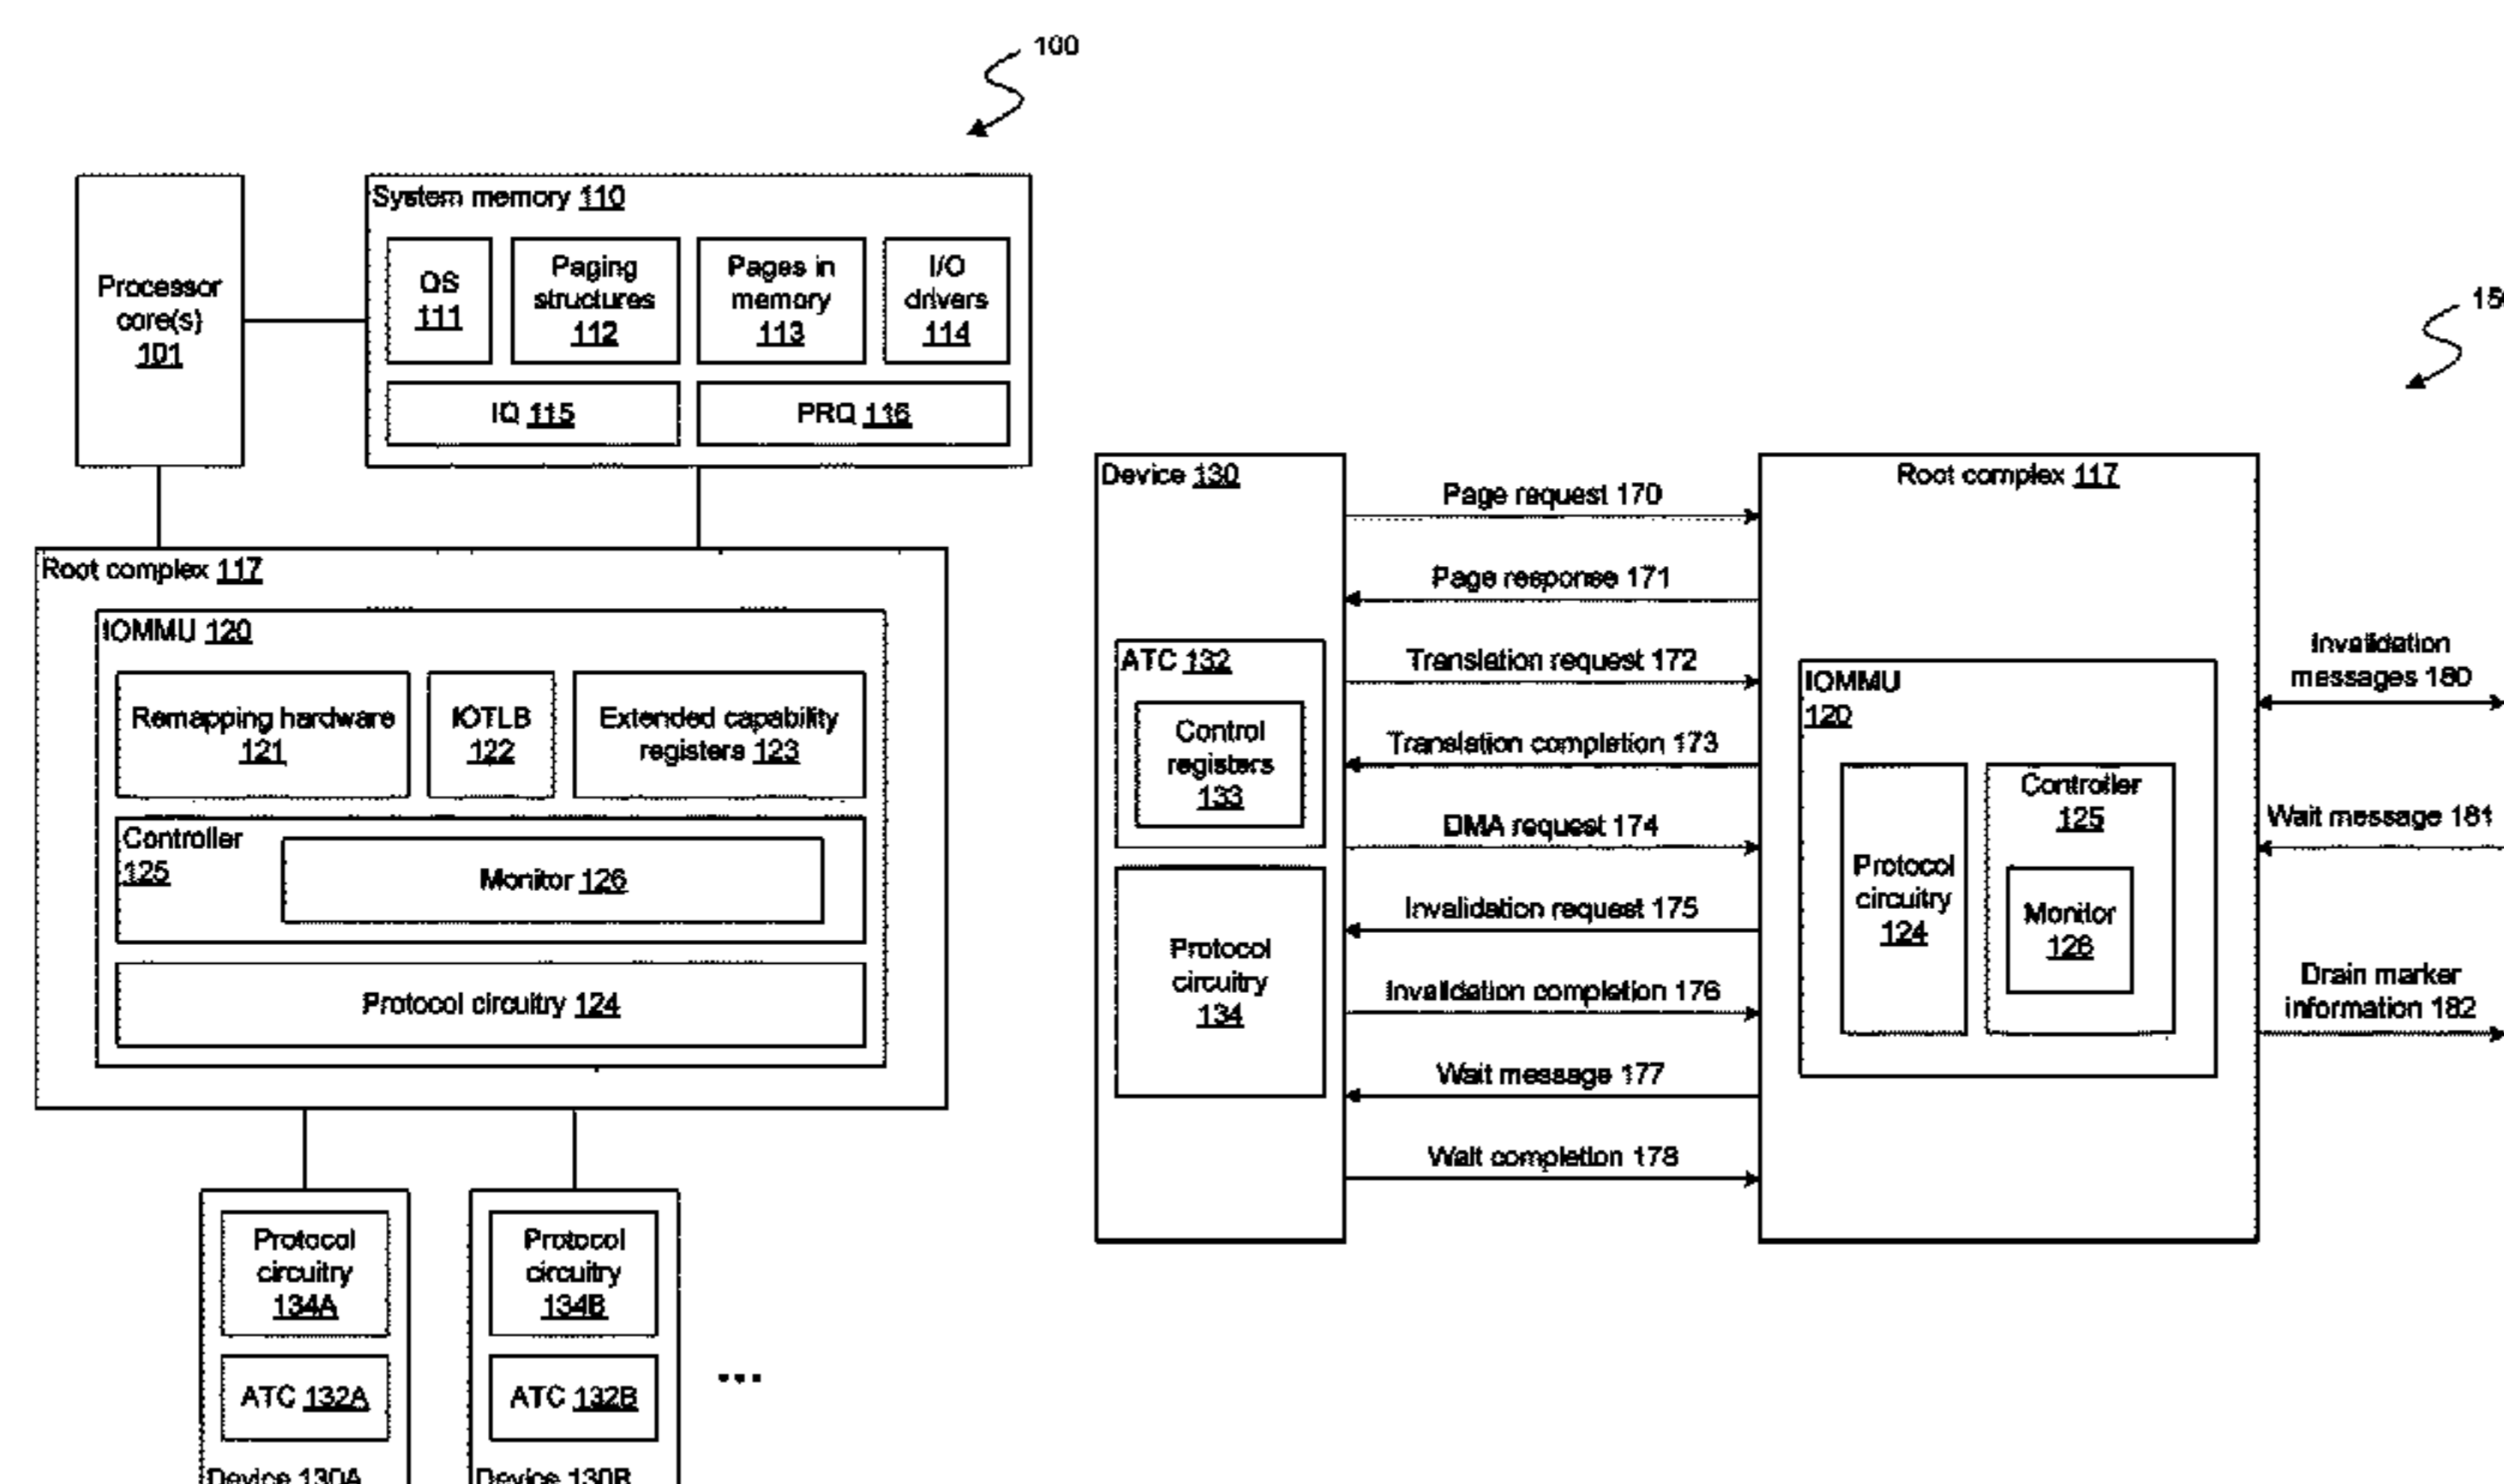 100
System memory 110
Processor
core(s)
101
OS
111
Paging
structures
112
Pages in
memory
113
I/O
drivers
114
IQ 115
PRQ 116
Root complex 117
IOMMU 120
Remapping hardware
121
IOTLB
122
Extended capability
registers 123
Controller
125
Monitor 126
Protocol circuitry 124
Protocol
circuitry
134A
ATC 132A
Device 130A
Protocol
circuitry
134B
ATC 132B
Device 130B
...
Device 130
ATC 132
Control
registers
133
Protocol
circuitry
134
Page request 170
Page response 171
Translation request 172
Translation completion 173
DMA request 174
Invalidation request 175
Invalidation completion 176
Wait message 177
Wait completion 178
Root complex 117
IOMMU
120
Protocol
circuitry
124
Controller
125
Monitor
126
Invalidation
messages 180
Wait message 181
Drain marker
information 182